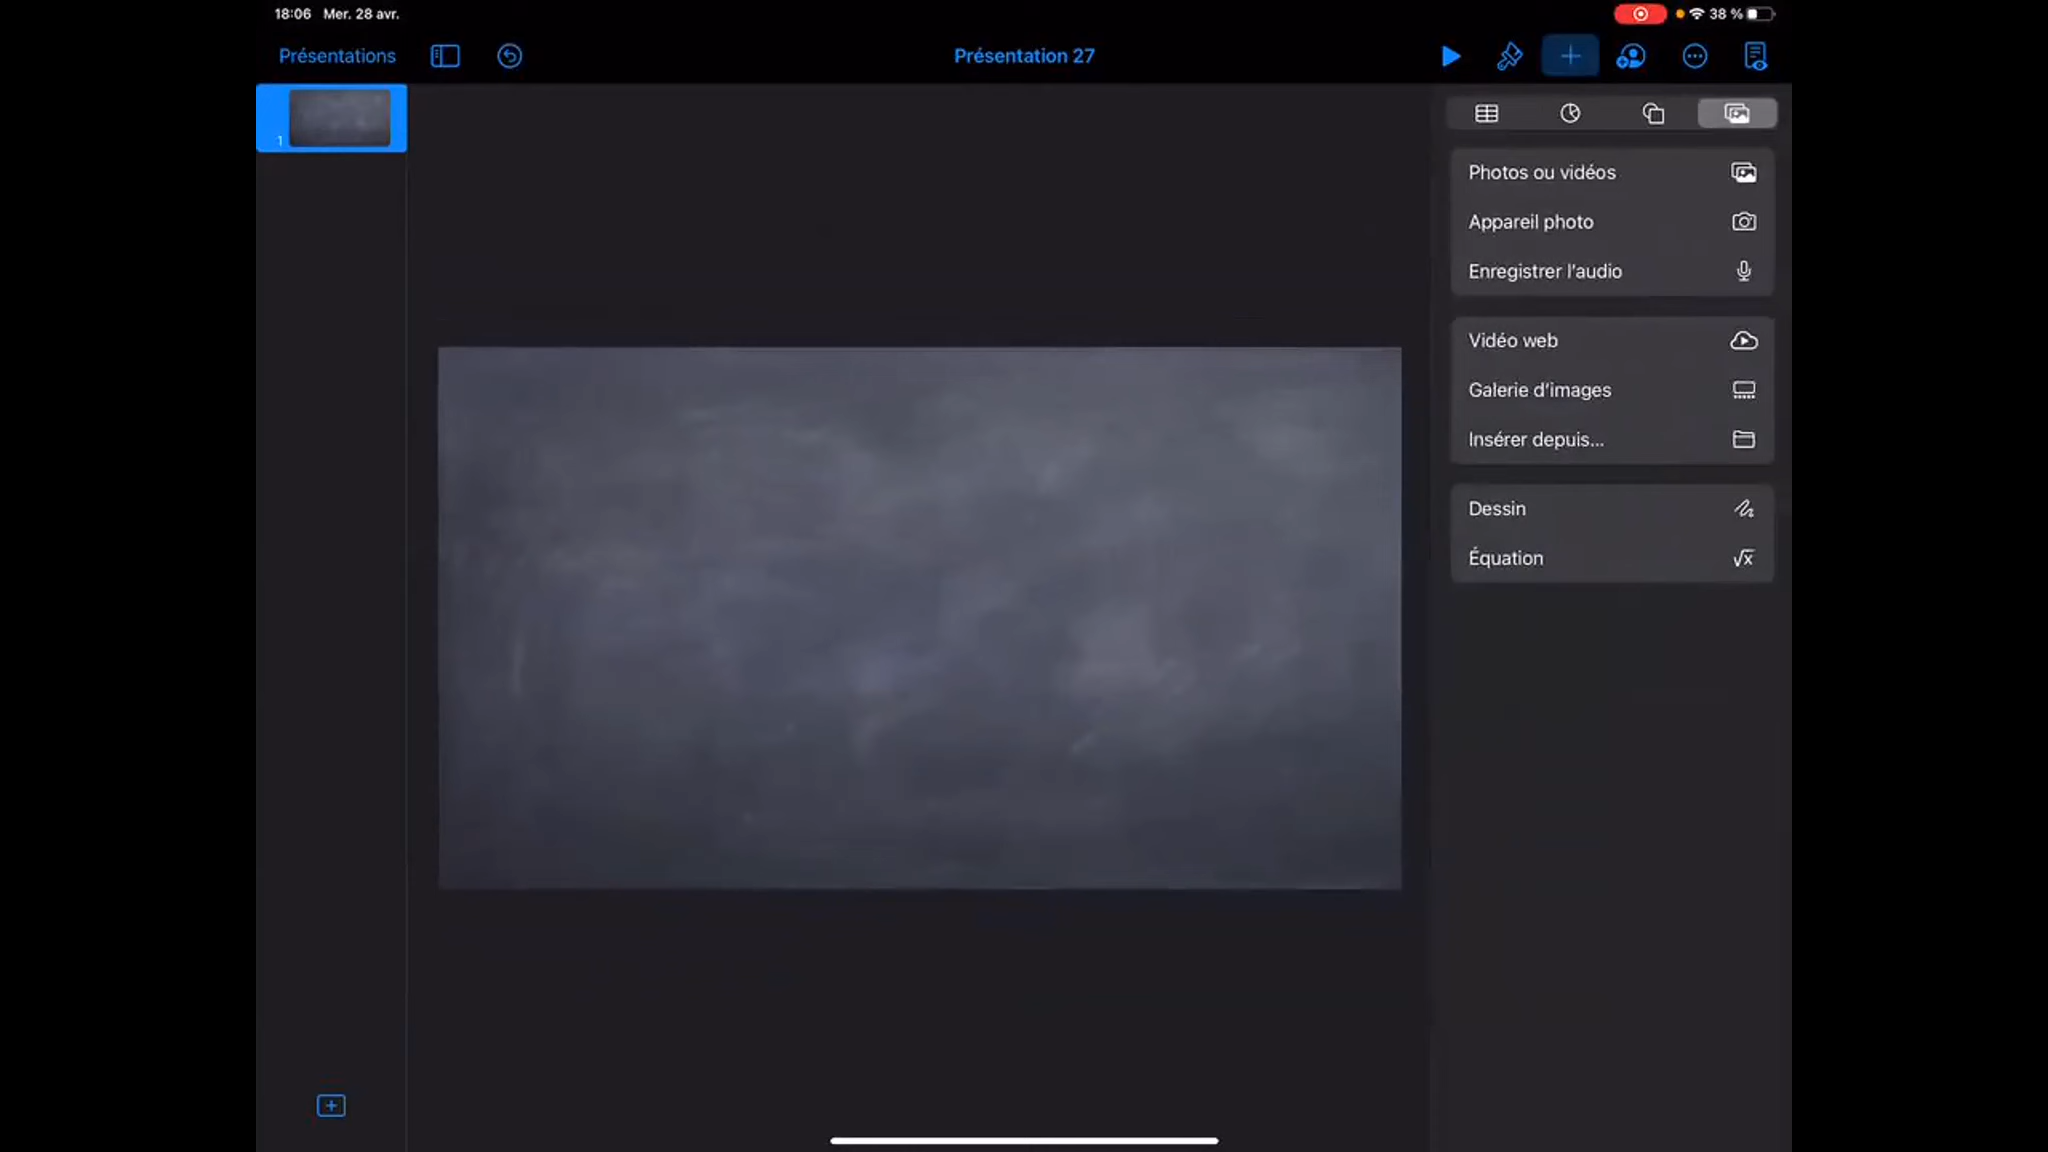 18:06 Mer. 28 avr.
38 %
Présentations
Présentation 27
1
Photos ou vidéos
Appareil photo
Enregistrer l'audio
Vidéo web
Galerie d'images
Insérer depuis...
Dessin
Équation
√x